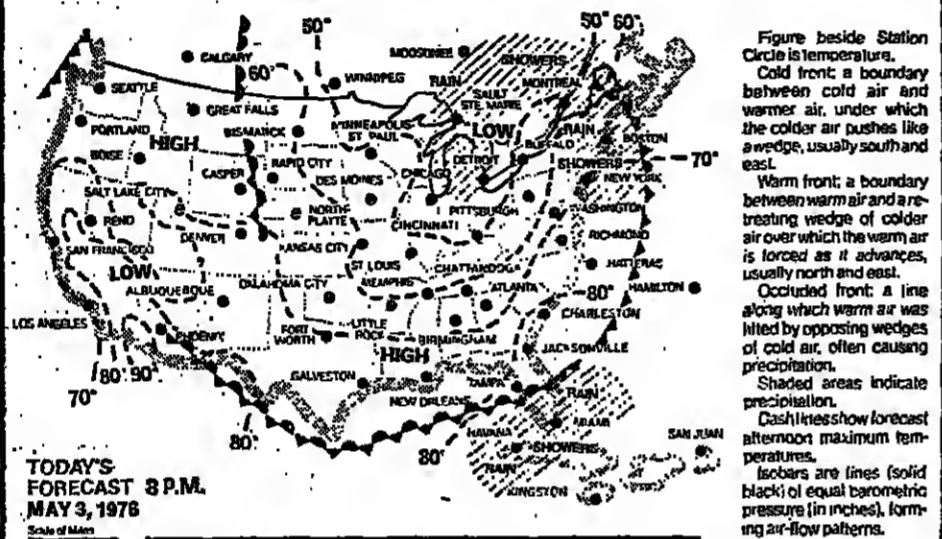 50°
50° 60°
MOOSONEE
SHOWERS
CALGARY
60°
WINNIPEG
RAIN
MONTREAL
SEATTLE
SAULT
STE. MARIE
GREAT FALLS
PORTLAND
BISMARCK
MINNEAPOLIS
ST. PAUL
LOW
RAIN
BOSTON
HIGH
BUFFALO
BOISE
RAPID CITY
DETROIT
SHOWERS
70°
CASPER
DES MOINES
CHICAGO
NEW YORK
SALT LAKE CITY
NORTH
PLATTE
PITTSBURGH
WASHINGTON
RENO
CINCINNATI
DENVER
RICHMOND
SAN FRANCISCO
KANSAS CITY
ST LOUIS
CHATTANOOGA
HATTERAS
LOW
ALBUQUEBQUE
OKLAHOMA CITY
MEMPHIS
ATLANTA
80°
HAMILTON
CHARLESTON
LOS ANGELES
PHOENIX
FORT
WORTH
LITTLE
ROCK
BIRMINGHAM
JACKSONVILLE
HIGH
70°
80°
90°
GALVESTON
TAMPA
NEW ORLEANS
RAIN
MIAMI
80°
80°
HAVANA
SHOWERS
SAN JUAN
RAIN
KINGSTON
TODAY'S
FORECAST 8 P.M.
MAY 3, 1976
Scale of Miles
Figure beside Station
Circle is temperature.
Cold front: a boundary
between cold air and
warmer air, under which
the colder air pushes like
a wedge, usually south and
east.
Warm front: a boundary
between warm air and a re-
treating wedge of colder
air over which the warm air
is forced as it advances,
usually north and east.
Occluded front: a line
along which warm air was
lifted by opposing wedges
of cold air, often causing
precipitation.
Shaded areas indicate
precipitation.
Dash lines show forecast
afternoon maximum tem-
peratures.
Isobars are lines (solid
black) of equal barometric
pressure (in inches), form-
ing air-flow patterns.